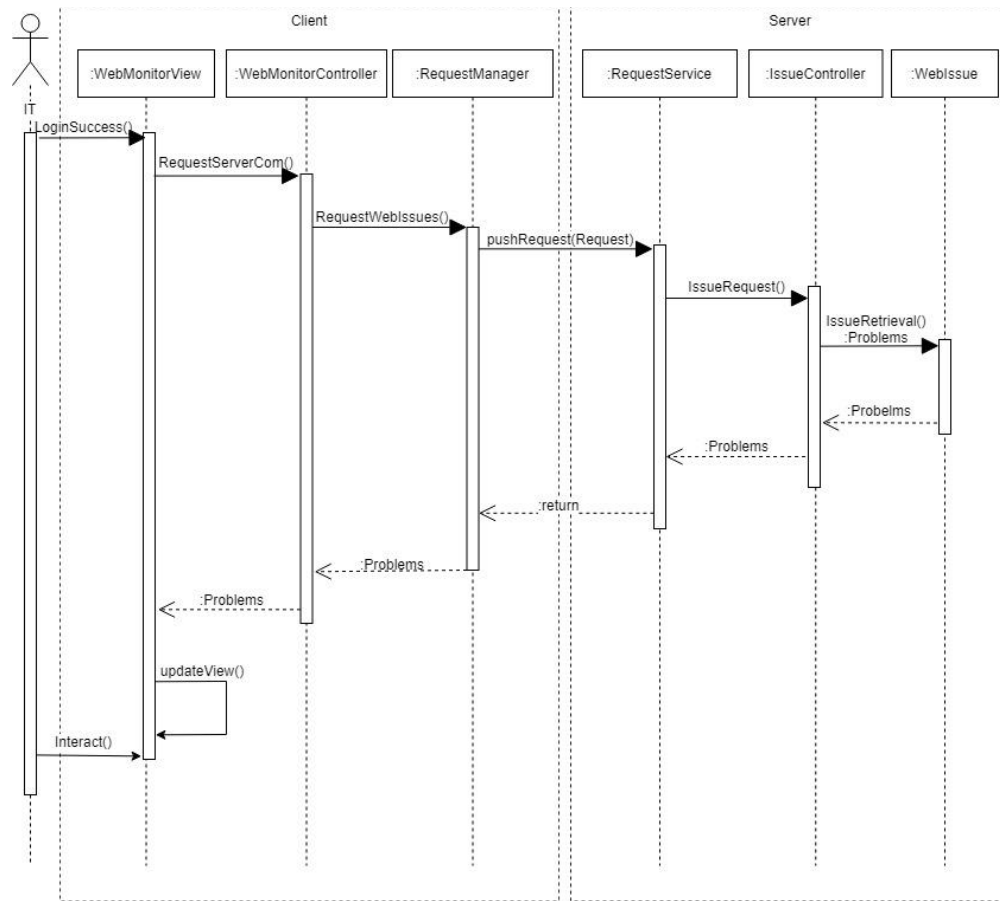 Client
Server
:WebMonitorView
:WebMonitorController
:RequestManager
:RequestService
:IssueController
:WebIssue
IT
LoginSuccess()
RequestServerCom()
RequestWebIssues()
pushRequest(Request)
IssueRequest()
IssueRetrieval()
:Problems
:Probelms
:Problems
:return
:Problems
:Problems
updateView()
Interact()